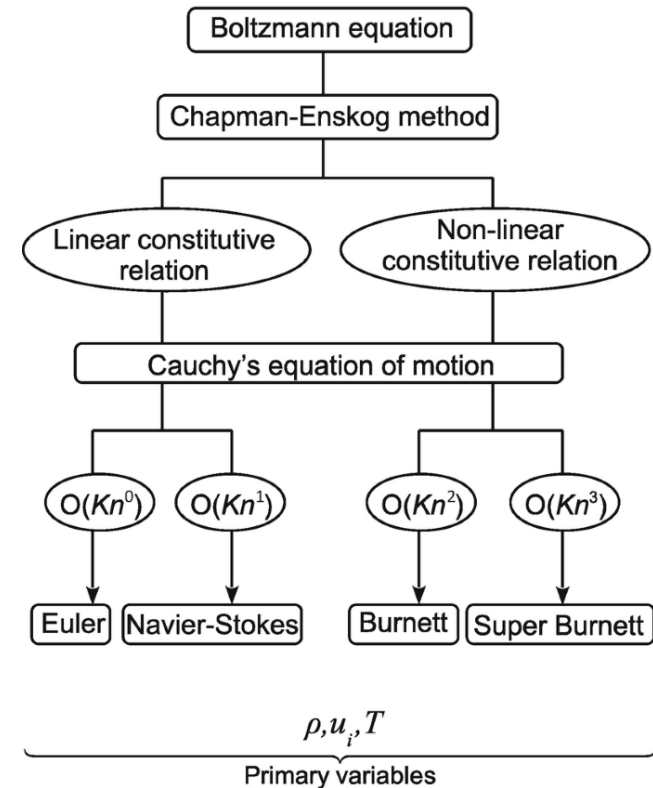 Boltzmann equation
Chapman-Enskog method
Linear constitutive
relation
Non-linear
constitutive relation
Cauchy’s equation of motion
O(Kn⁰)
O(Kn¹)
O(Kn²)
O(Kn³)
Euler
Navier-Stokes
Burnett
Super Burnett
ρ,uᵢ,T
Primary variables